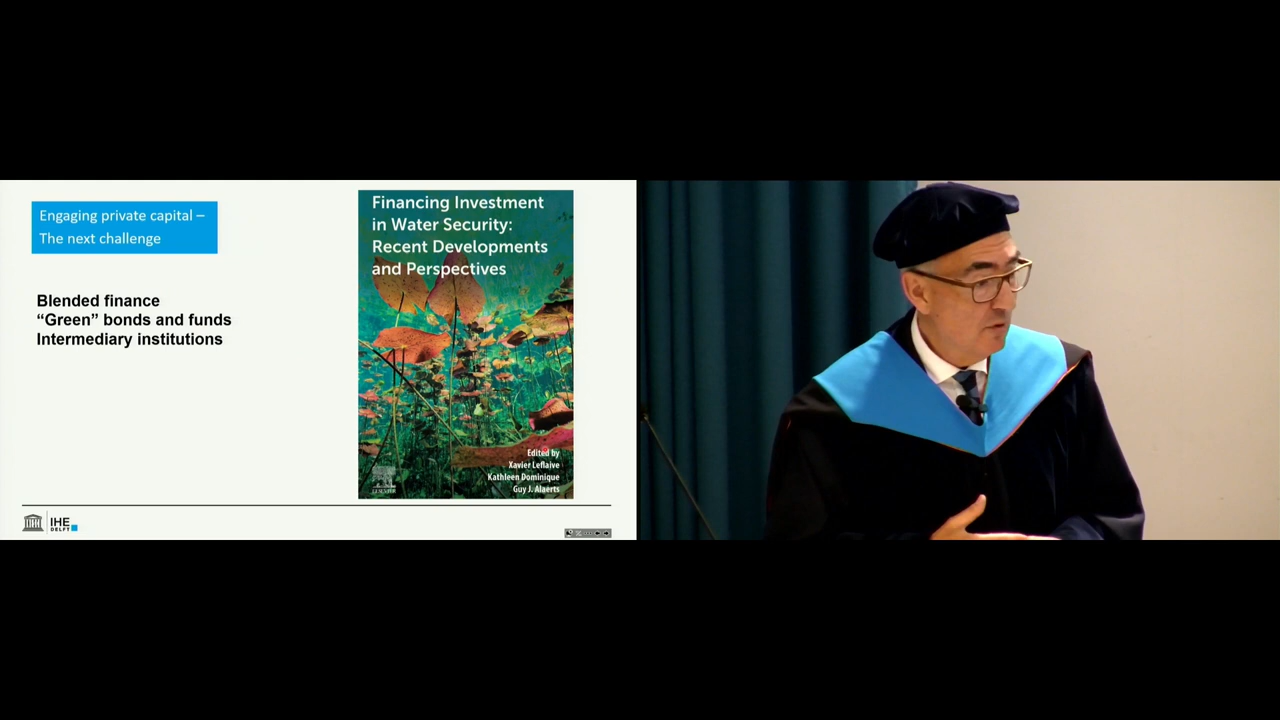 Engaging private capital –
The next challenge
Blended finance
“Green” bonds and funds
Intermediary institutions
Financing Investment
in Water Security:
Recent Developments
and Perspectives
Edited by
Xavier Leflaive
Kathleen Dominique
Guy J. Alaerts
ELSEVIER
IHE
DELFT